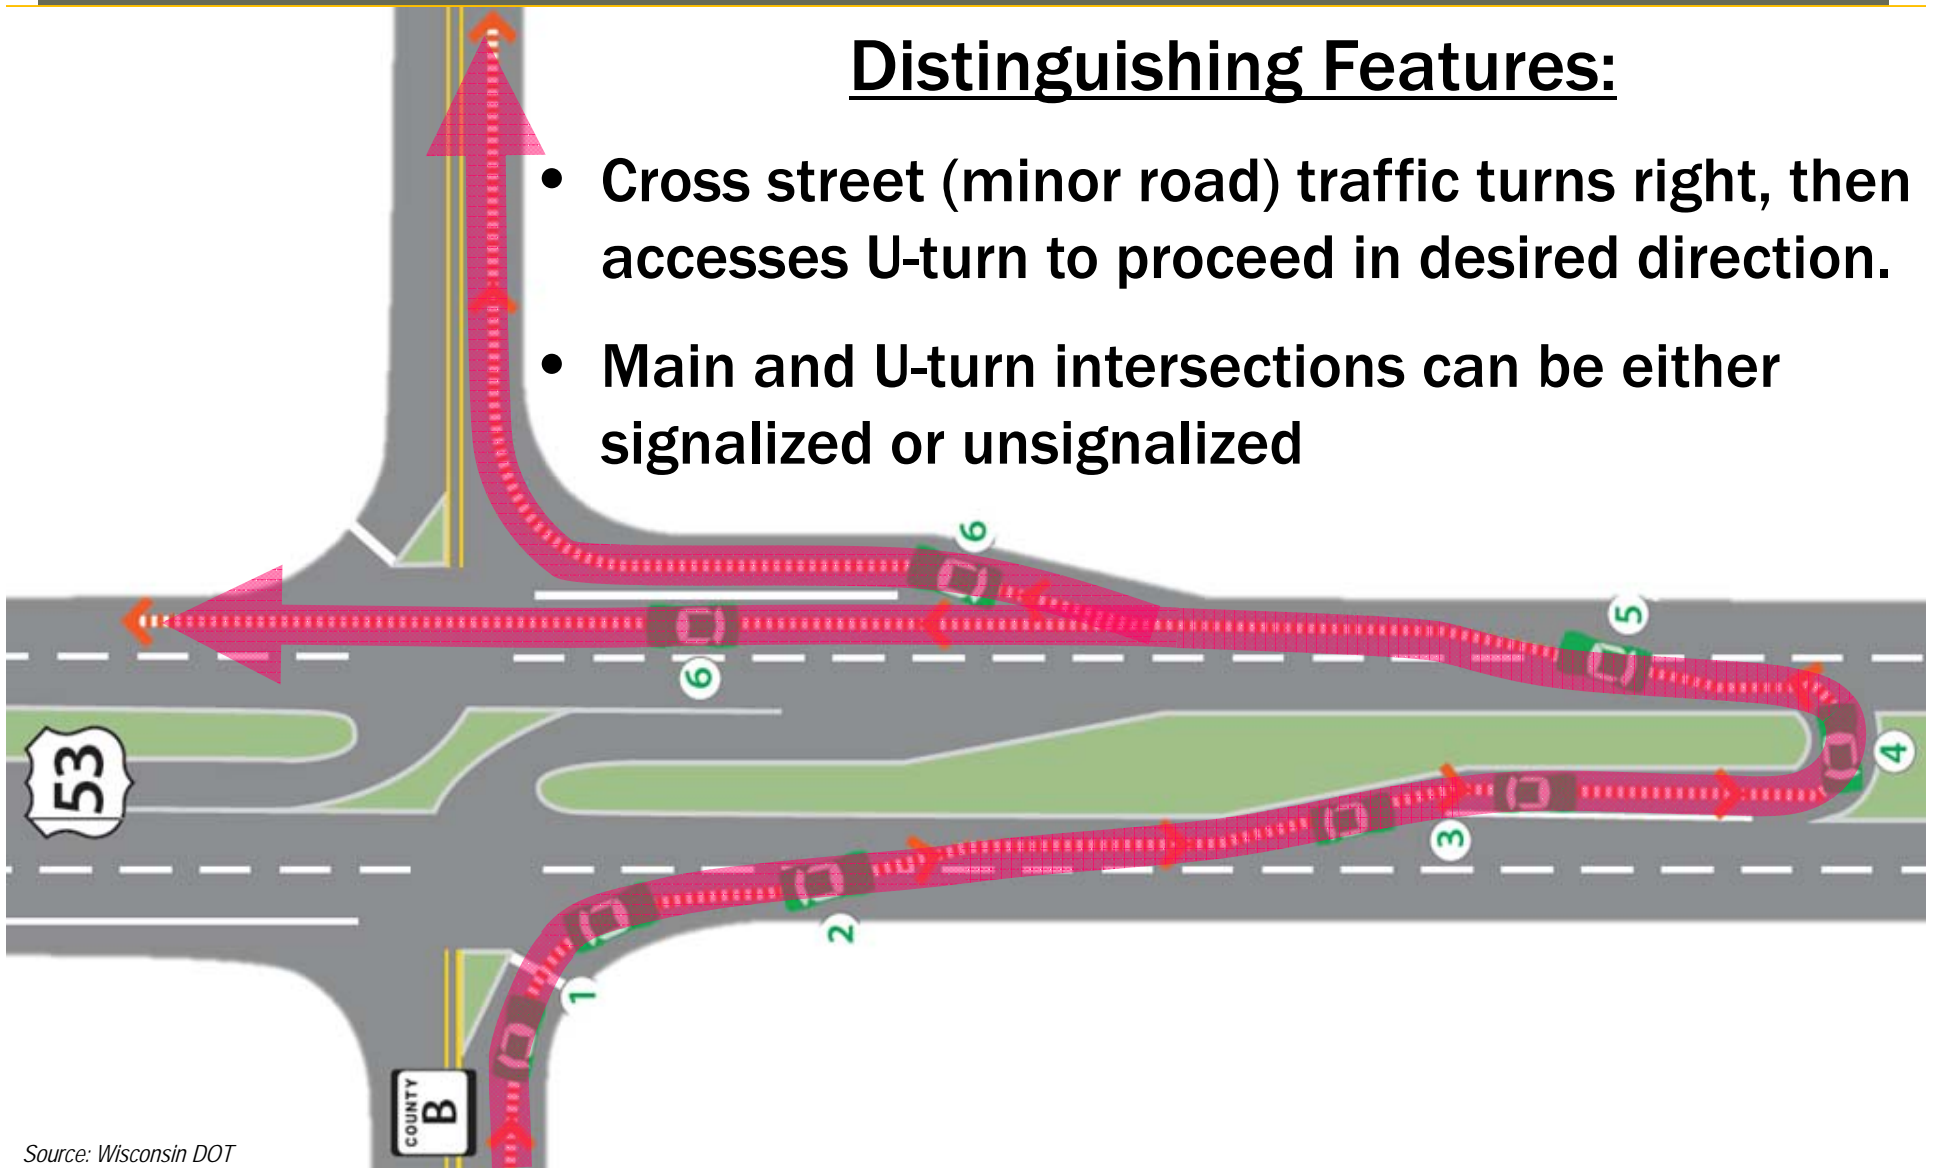 Distinguishing Features:
• Cross street (minor road) traffic turns right, then
accesses U-turn to proceed in desired direction.
• Main and U-turn intersections can be either
signalized or unsignalized
6
5
6
53
4
3
2
1
COUNTY
B
Source: Wisconsin DOT